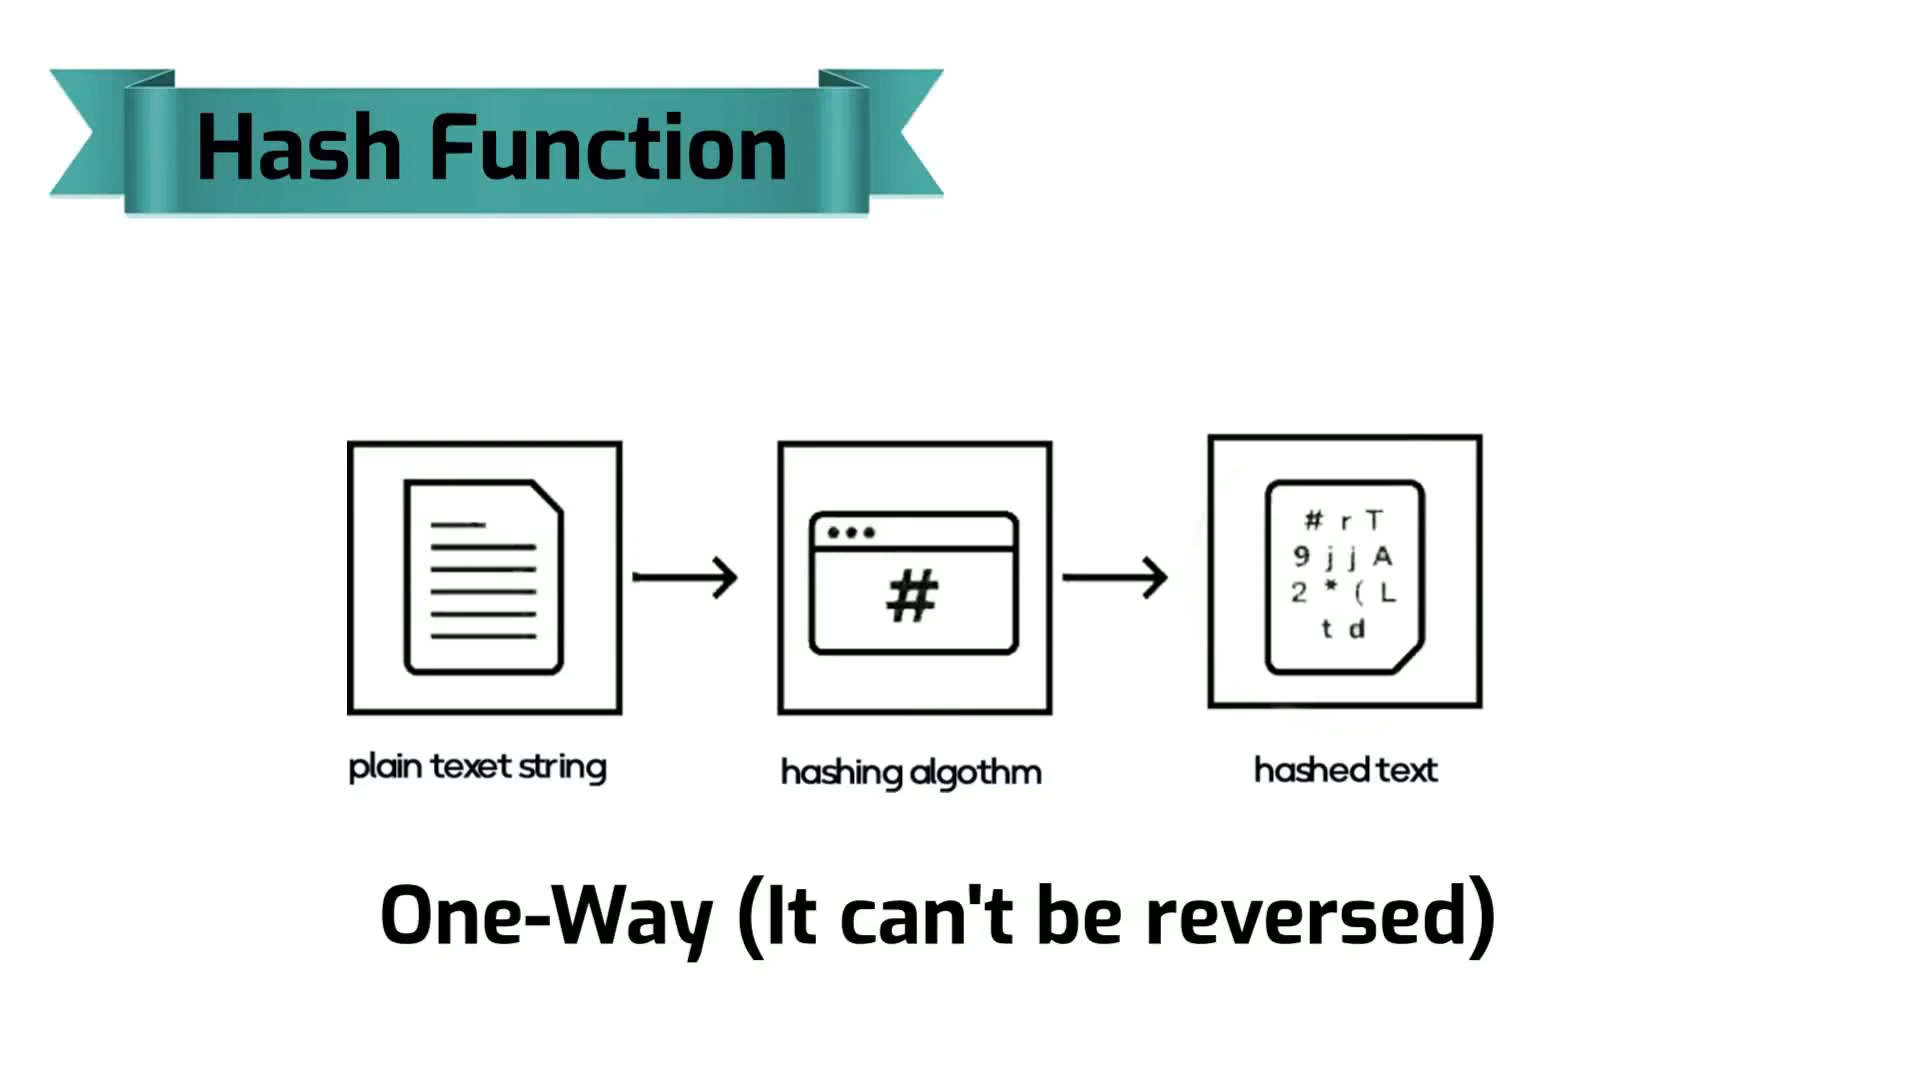 Hash Function
#
# r T
9 j j A
2 * ( L
t d
plain texet string
hashing algothm
hashed text
One-Way (It can't be reversed)